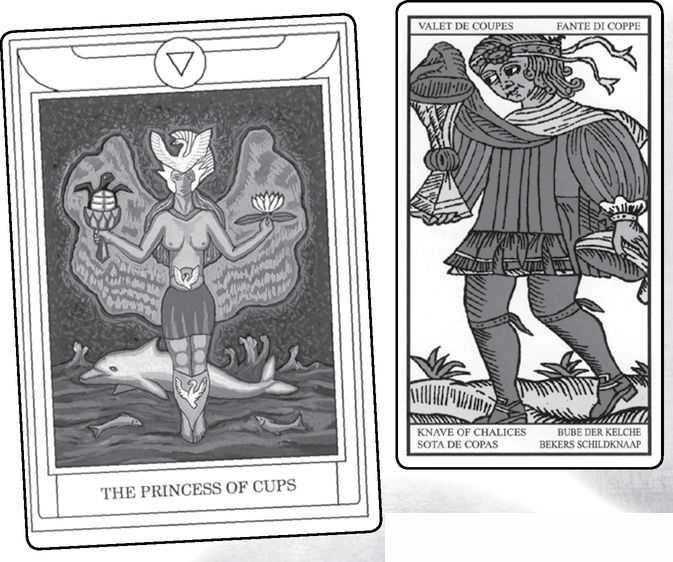 THE PRINCESS OF CUPS
VALET DE COUPES
FANTE DI COPPE
KNAVE OF CHALICES
BUBE DER KELCHE
SOTA DE COPAS
BEKERS SCHILDKNAAP